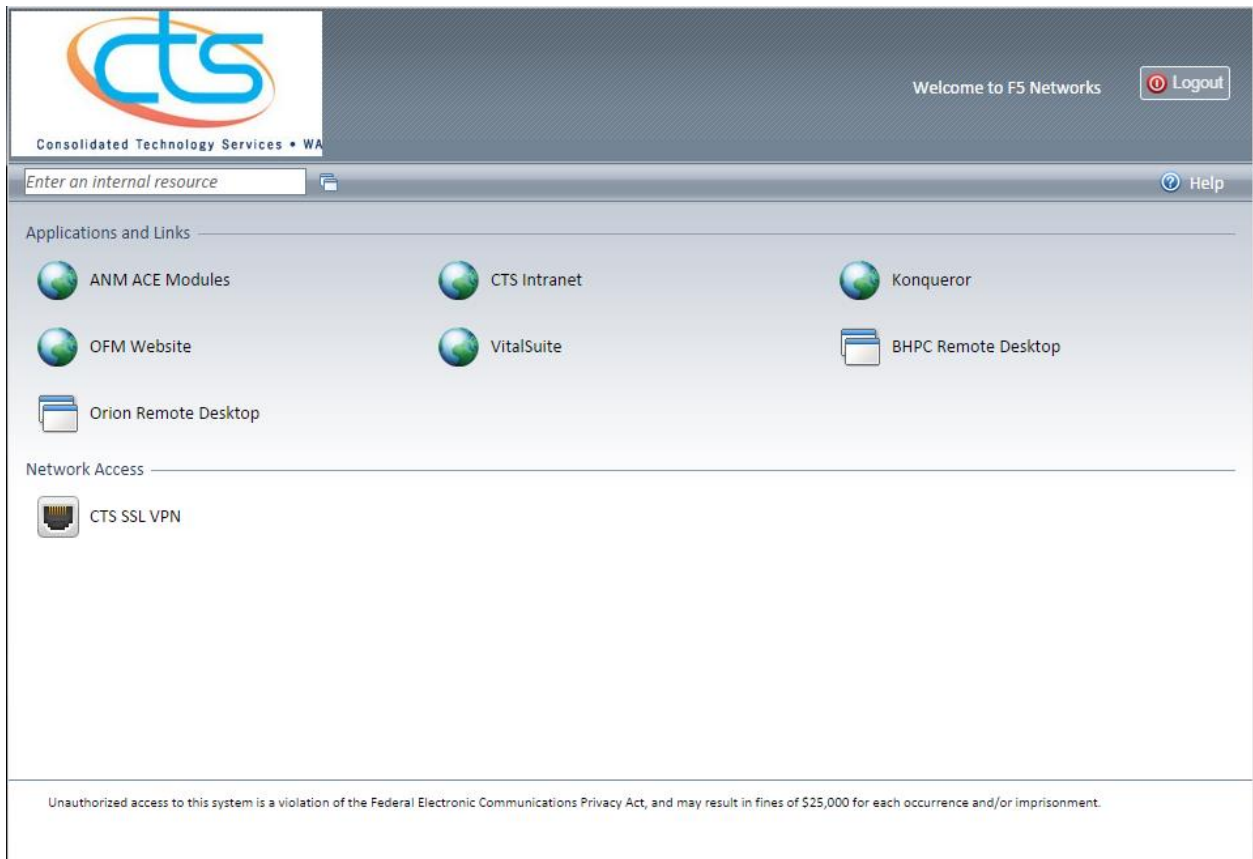 cts
Consolidated Technology Services • WA
Welcome to F5 Networks
Logout
Enter an internal resource
Help
Applications and Links
ANM ACE Modules
CTS Intranet
Konqueror
OFM Website
VitalSuite
BHPC Remote Desktop
Orion Remote Desktop
Network Access
CTS SSL VPN
Unauthorized access to this system is a violation of the Federal Electronic Communications Privacy Act, and may result in fines of $25,000 for each occurrence and/or imprisonment.